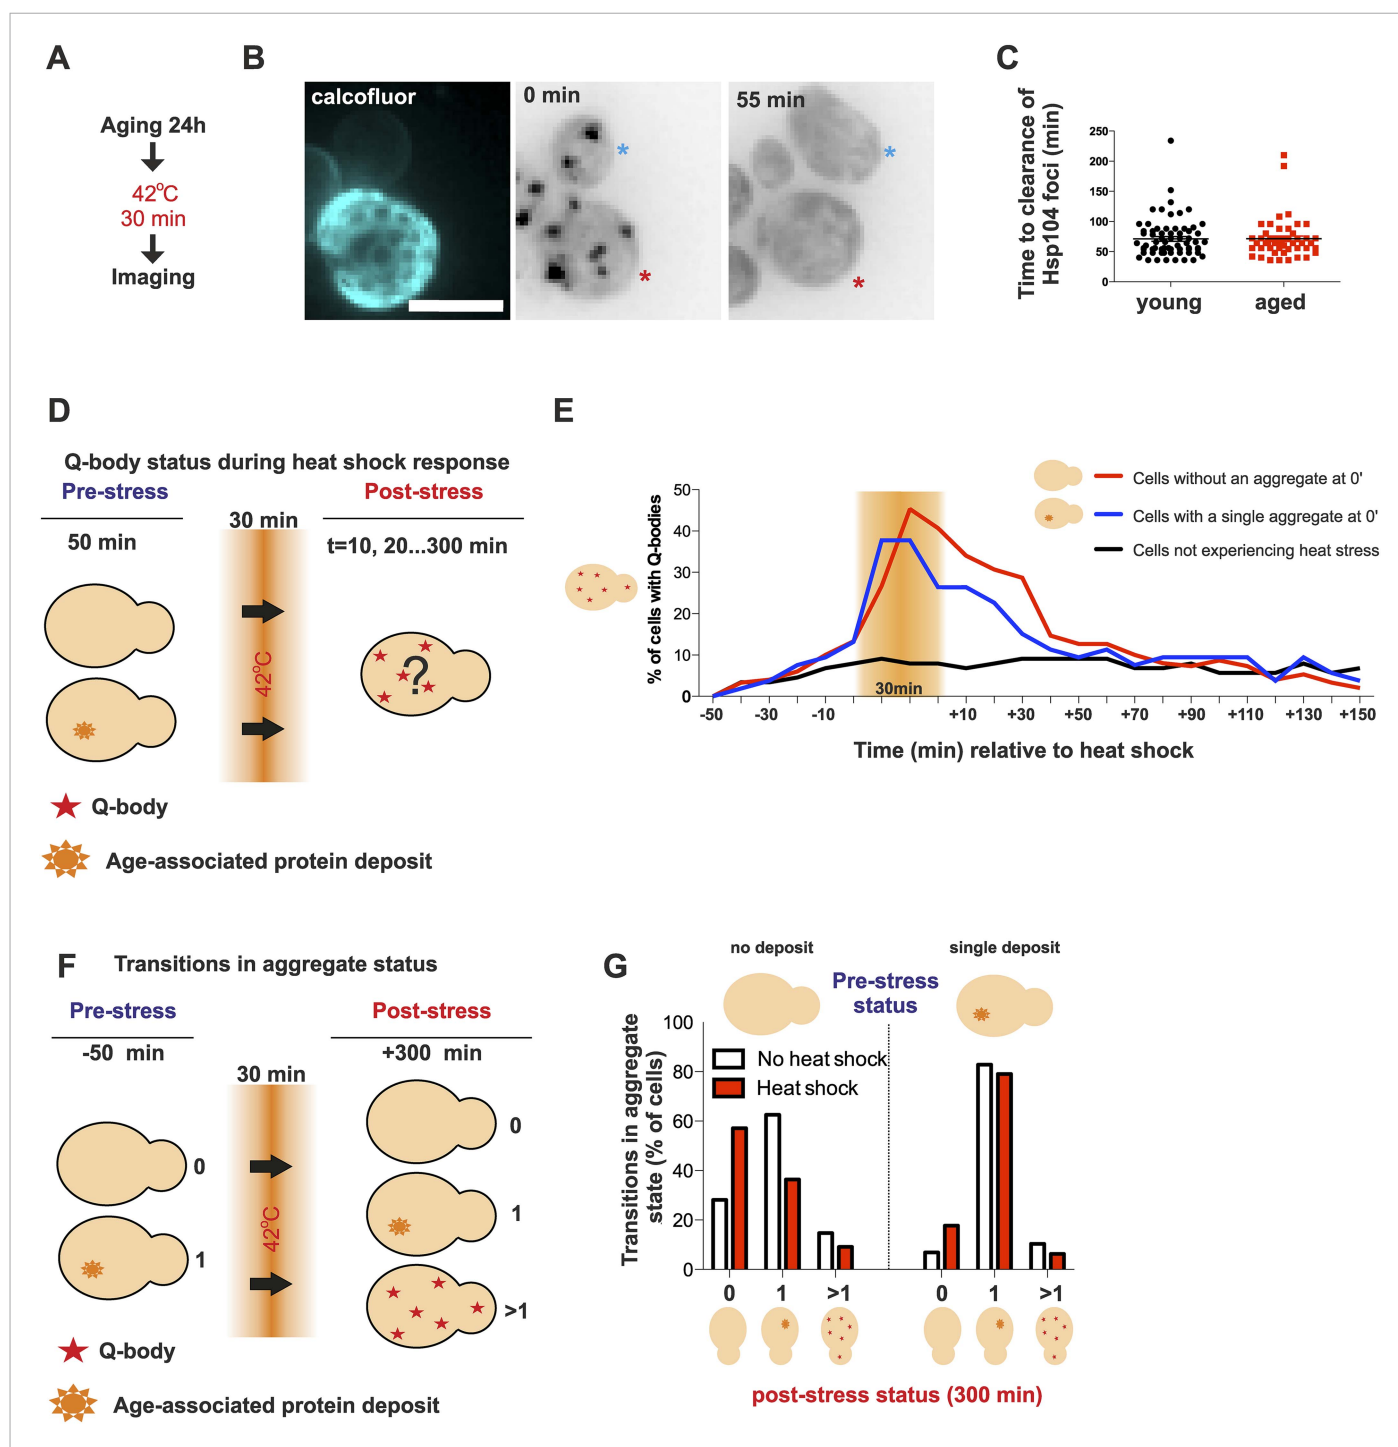 A
Aging 24h
42°C
30 min
Imaging
B
calcofluor
0 min
*
*
55 min
*
*
C
Time to clearance of
Hsp104 foci (min)
250
200
150
100
50
0
young
aged
D
Q-body status during heat shock response
Pre-stress
Post-stress
30 min
50 min
t=10, 20...300 min
42°C
?
Q-body
Age-associated protein deposit
E
% of cells with Q-bodies
50
40
30
20
10
0
30min
-50
-30
-10
+10
+30
+50
+70
+90
+110
+130
+150
Time (min) relative to heat shock
Cells without an aggregate at 0'
Cells with a single aggregate at 0'
Cells not experiencing heat stress
F
Transitions in aggregate status
Pre-stress
Post-stress
-50 min
+300 min
30 min
42°C
0
1
0
1
>1
Q-body
Age-associated protein deposit
G
no deposit
single deposit
Pre-stress
status
Transitions in aggregate
state (% of cells)
100
80
60
40
20
0
No heat shock
Heat shock
0
1
>1
0
1
>1
post-stress status (300 min)